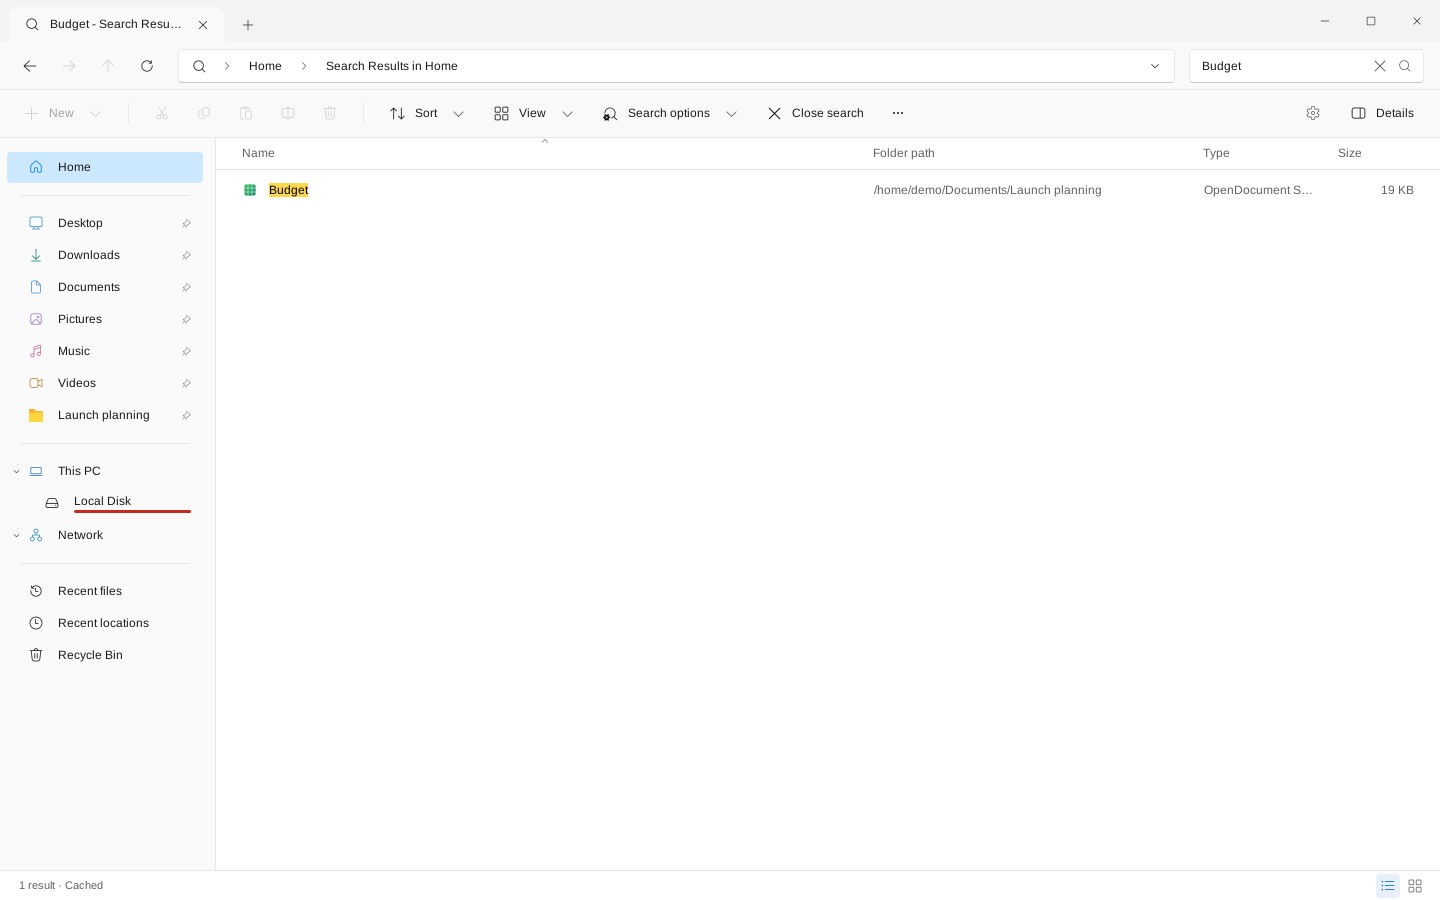 Budget - Search Resu...
Home
Search Results in Home
Budget
New
Sort
View
Search options
Close search
Details
Name
Folder path
Type
Size
Budget
/home/demo/Documents/Launch planning
OpenDocument S...
19 KB
Home
Desktop
Downloads
Documents
Pictures
Music
Videos
Launch planning
This PC
Local Disk
Network
Recent files
Recent locations
Recycle Bin
1 result · Cached